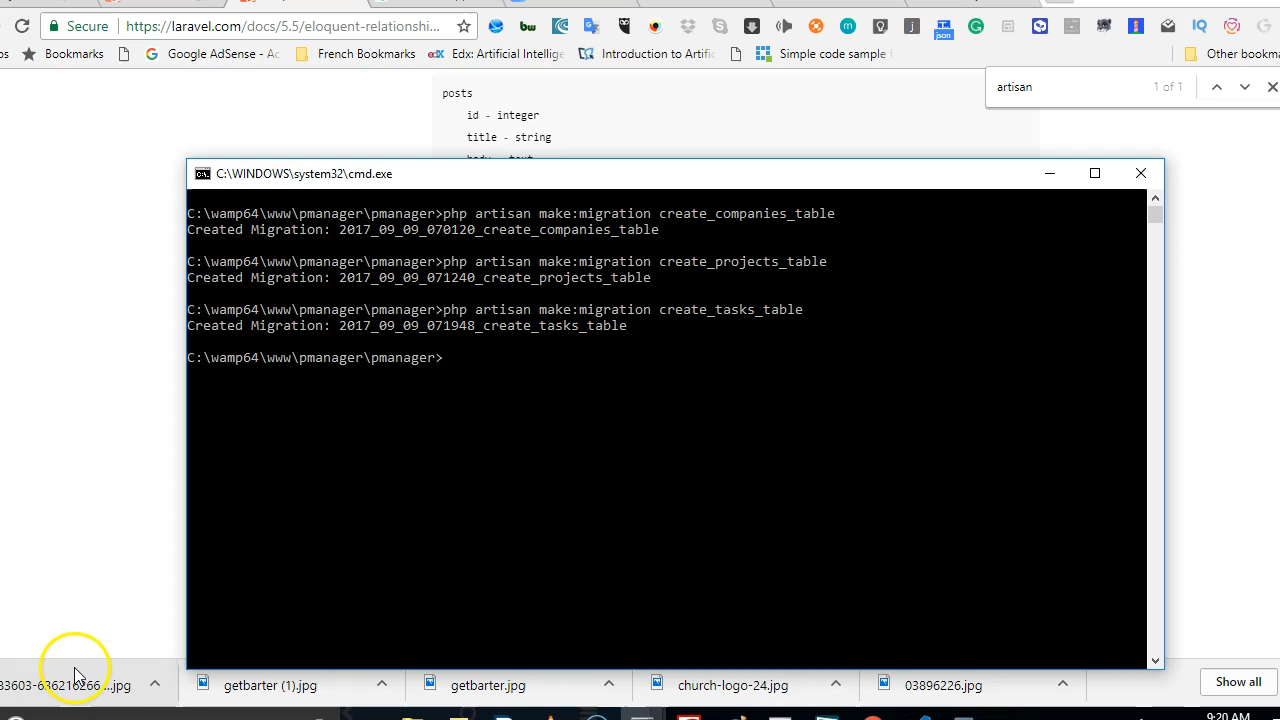 Secure https://laravel.com/docs/5.5/eloquent-relationshi...
Bookmarks Google AdSense - Ac French Bookmarks Edx: Artificial Intellige Introduction to Artific Simple code sample Other bookma
artisan 1 of 1
posts
id - integer
title - string
C:\WINDOWS\system32\cmd.exe
C:\wamp64\www\pmanager\pmanager>php artisan make:migration create_companies_table
Created Migration: 2017_09_09_070120_create_companies_table
C:\wamp64\www\pmanager\pmanager>php artisan make:migration create_projects_table
Created Migration: 2017_09_09_071240_create_projects_table
C:\wamp64\www\pmanager\pmanager>php artisan make:migration create_tasks_table
Created Migration: 2017_09_09_071948_create_tasks_table
C:\wamp64\www\pmanager\pmanager>
getbarter (1).jpg getbarter.jpg church-logo-24.jpg 03896226.jpg Show all
9:20 AM